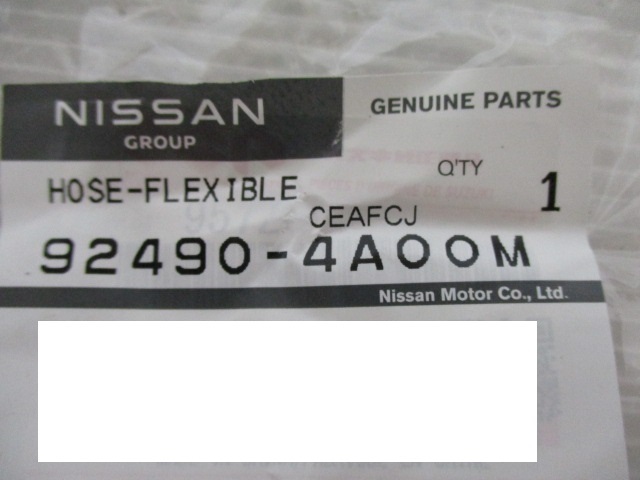 NISSAN
GROUP
GENUINE PARTS
HOSE-FLEXIBLE
Q'TY
1
CEAFCJ
92490-4A00M
Nissan Motor Co., Ltd.